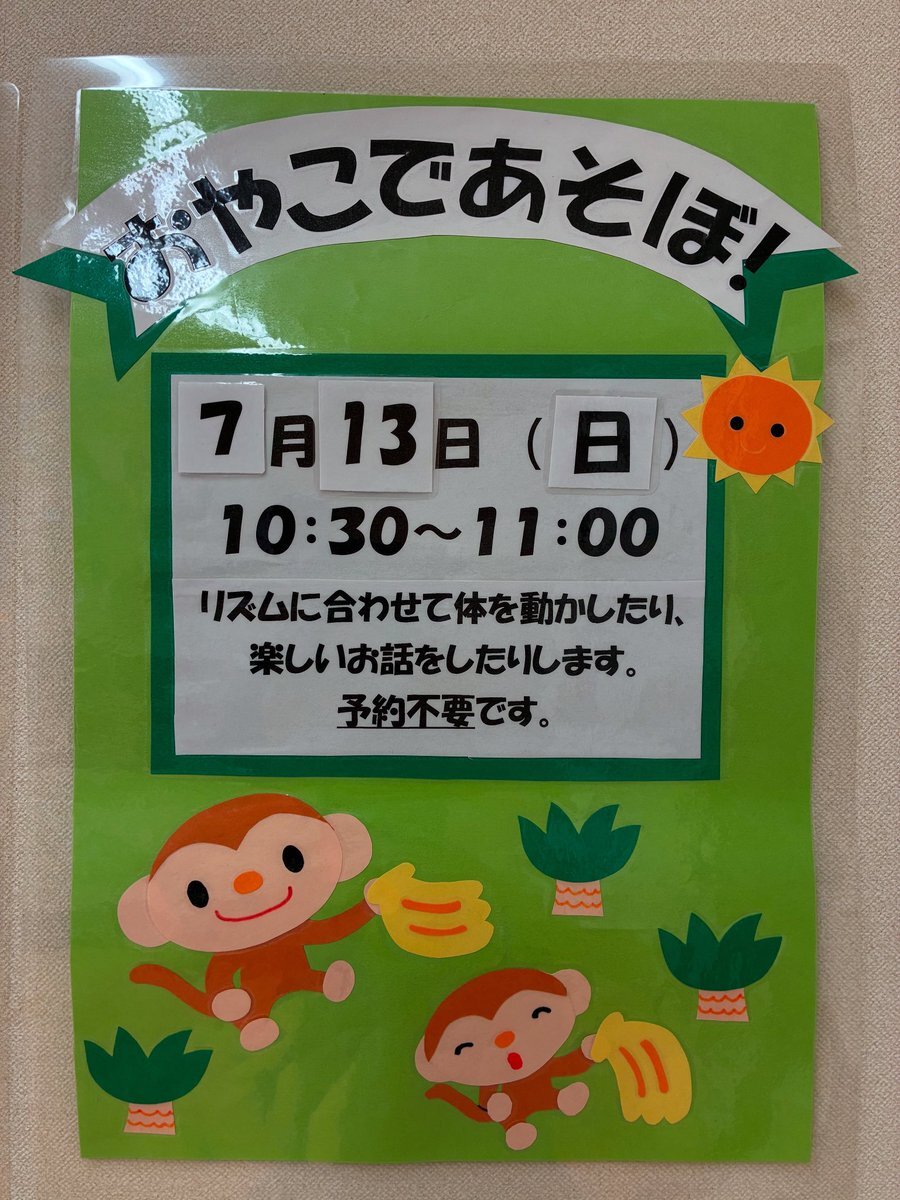 おやこであそぼ!
7月13日(日)
10:30～11:00
リズムに合わせて体を動かしたり、
楽しいお話をしたりします。
予約不要です。